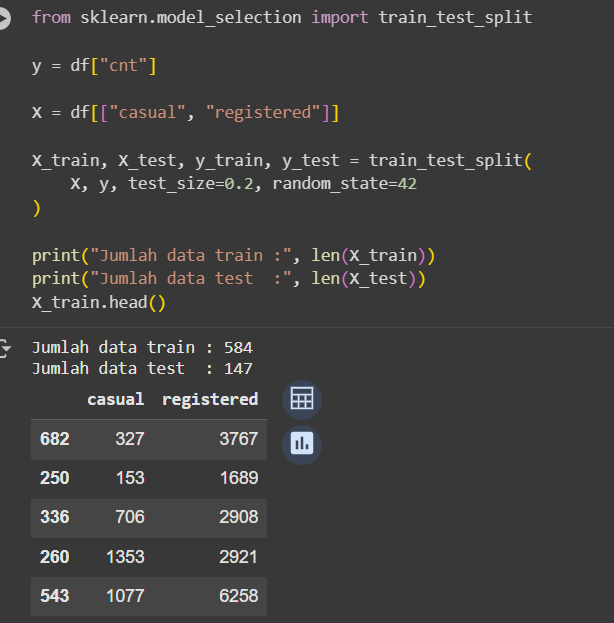 from sklearn.model_selection import train_test_split
y = df["cnt"]
X = df[["casual", "registered"]]
X_train, X_test, y_train, y_test = train_test_split(
    X, y, test_size=0.2, random_state=42
)
print("Jumlah data train :", len(X_train))
print("Jumlah data test  :", len(X_test))
X_train.head()
Jumlah data train : 584
Jumlah data test  : 147
casual registered
682 327 3767
250 153 1689
336 706 2908
260 1353 2921
543 1077 6258